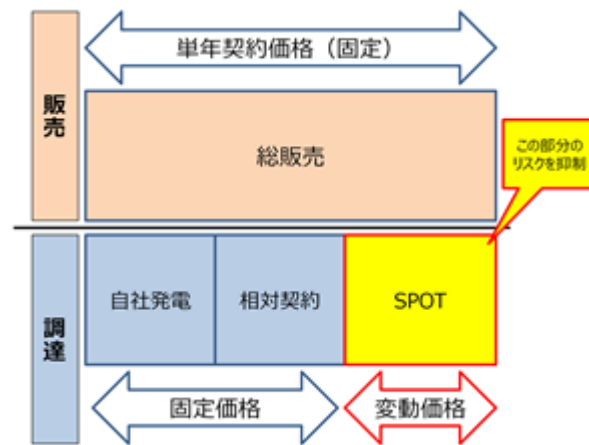 販売
単年契約価格（固定）
総販売
この部分の
リスクを抑制
調達
自社発電
相対契約
SPOT
固定価格
変動価格